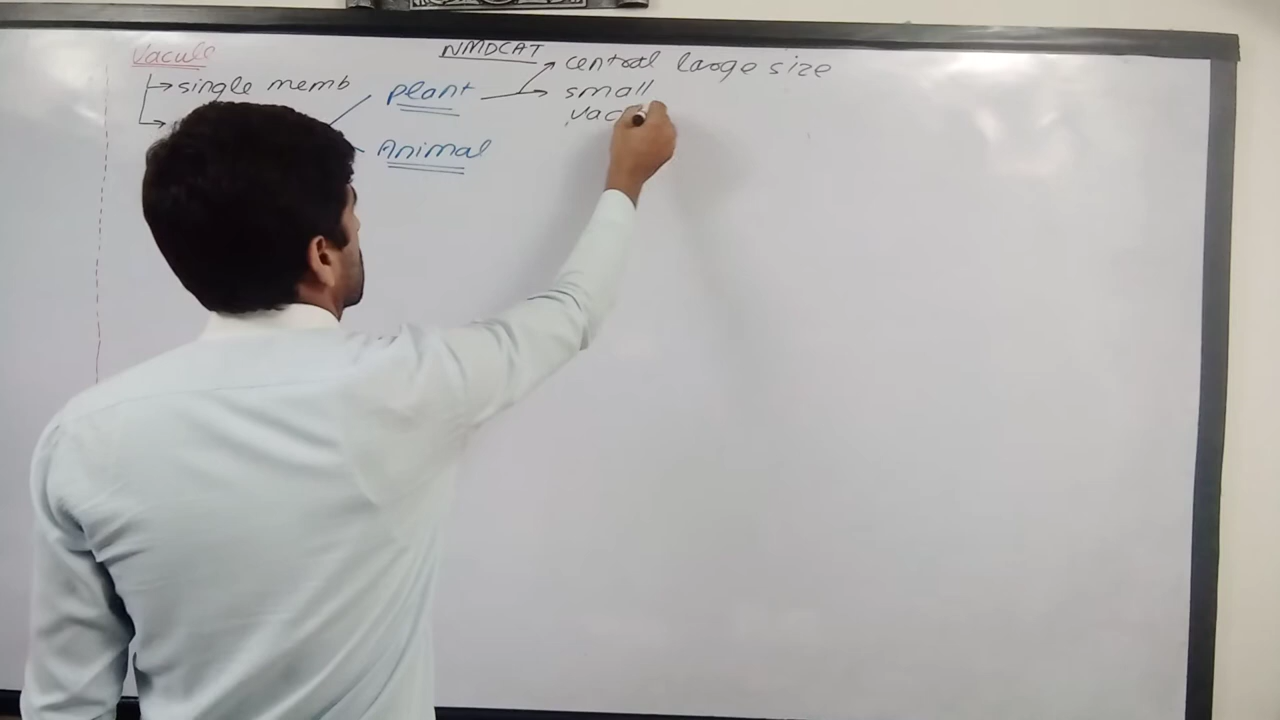 Vacule
NMDCAT
central large size
single memb
plant
small
vac
Animal